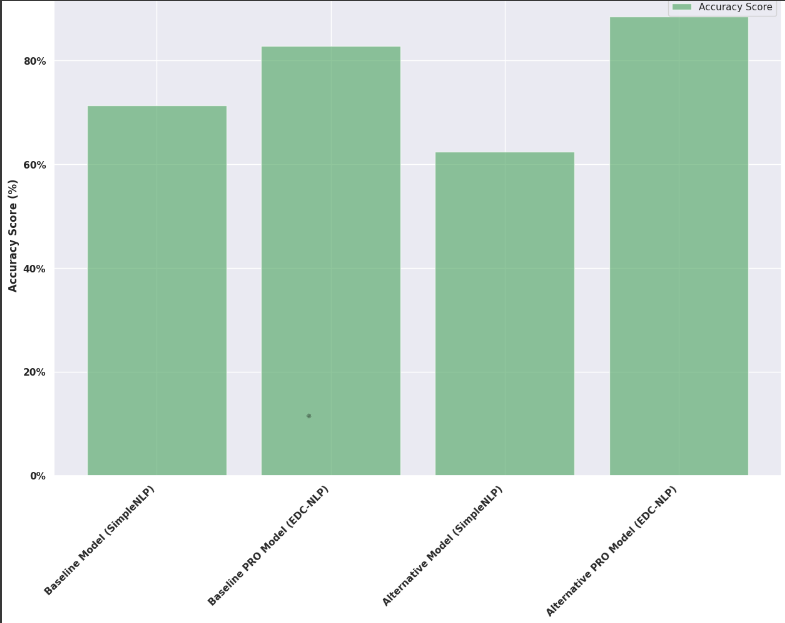 Accuracy Score
80%
60%
40%
20%
0%
Accuracy Score (%)
Baseline Model (SimpleNLP)
Baseline PRO Model (EDC-NLP)
Alternative Model (SimpleNLP)
Alternative PRO Model (EDC-NLP)